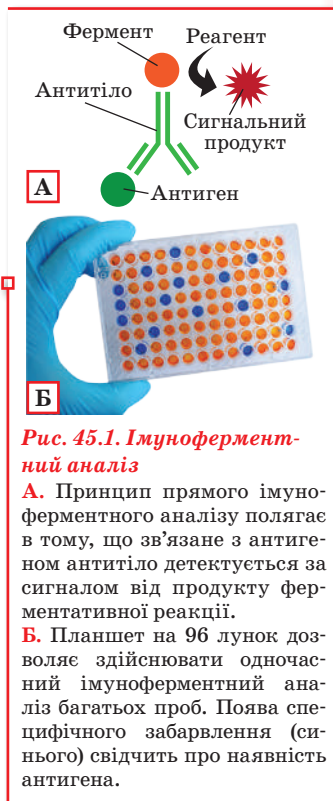 Фермент
Реагент
Антитіло
Сигнальний
продукт
А
Антиген
Б
Рис. 45.1. Імунофермент-
ний аналіз
А. Принцип прямого імуно-
ферментного аналізу полягає
в тому, що зв’язане з антиге-
ном антитіло детектується за
сигналом від продукту фер-
ментативної реакції.
Б. Планшет на 96 лунок доз-
воляє здійснювати одночас-
ний імуноферментний ана-
ліз багатьох проб. Поява спе-
цифічного забарвлення (си-
нього) свідчить про наявність
антигена.